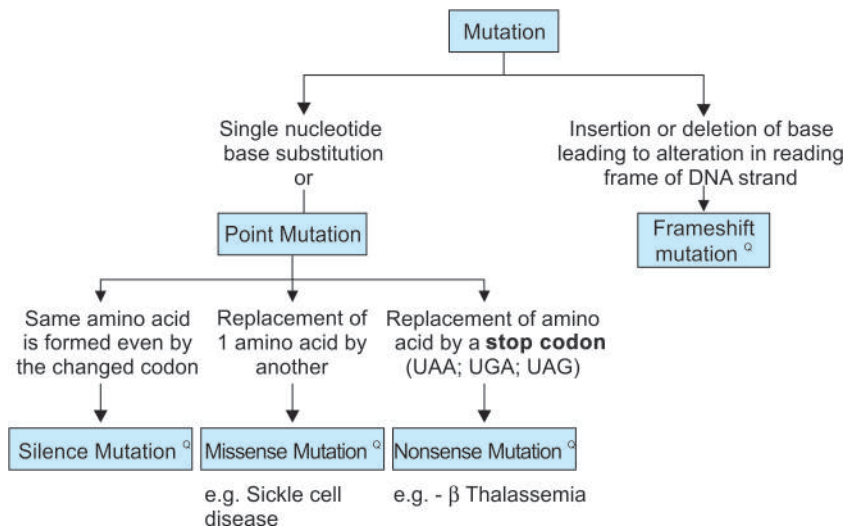 Mutation
Single nucleotide
base substitution
or
Point Mutation
Insertion or deletion of base
leading to alteration in reading
frame of DNA strand
Frameshift
mutation Q
Same amino acid
is formed even by
the changed codon
Silence Mutation Q
Replacement of
1 amino acid by
another
Missense Mutation Q
e.g. Sickle cell
disease
Replacement of amino
acid by a stop codon
(UAA; UGA; UAG)
Nonsense Mutation Q
e.g. - β Thalassemia